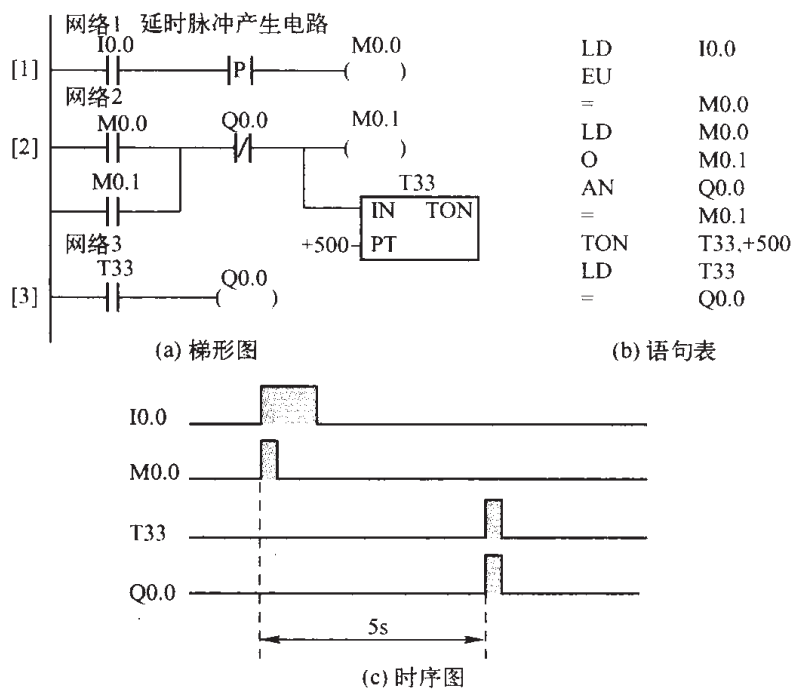 网络1 延时脉冲产生电路
I0.0 M0.0
[1] P ( )
网络2
M0.0 Q0.0 M0.1
[2] ( )
M0.1
T33
IN TON
+500 PT
网络3
T33 Q0.0
[3] ( )
(a) 梯形图
LD I0.0
EU
= M0.0
LD M0.0
O M0.1
AN Q0.0
= M0.1
TON T33,+500
LD T33
= Q0.0
(b) 语句表
I0.0
M0.0
T33
Q0.0
5s
(c) 时序图